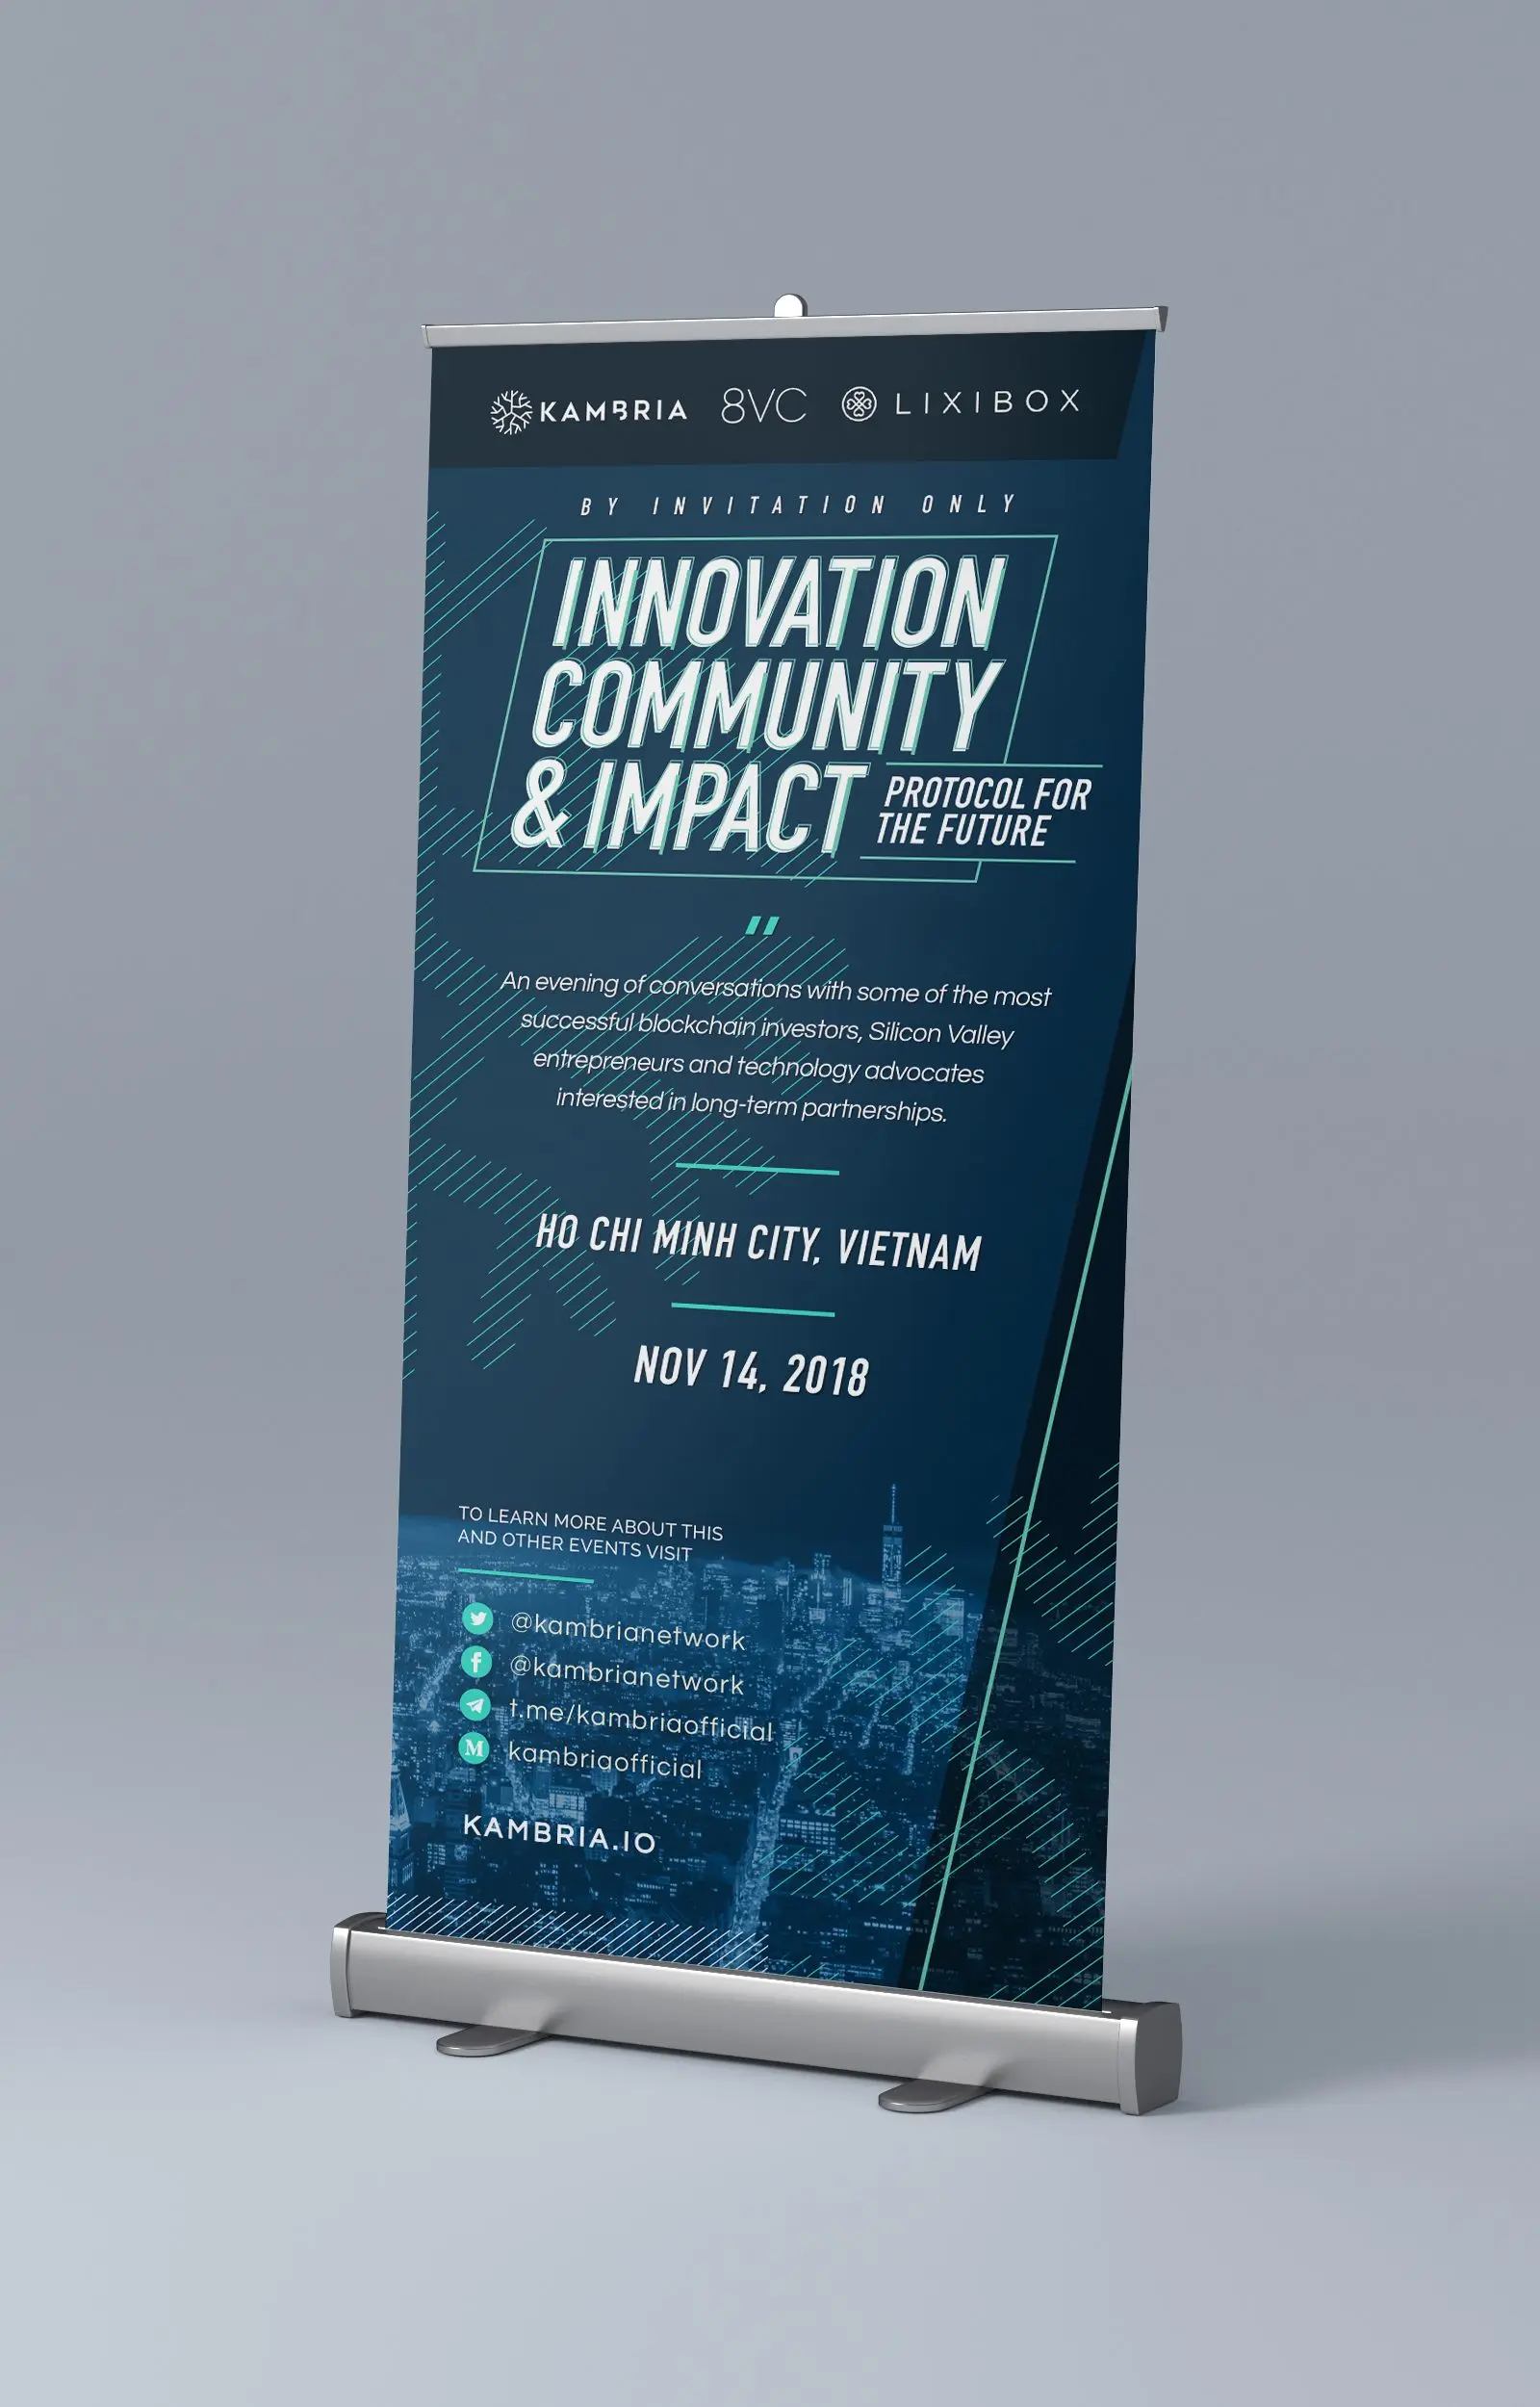 KAMBRIA 8VC LIXIBOX
BY INVITATION ONLY
INNOVATION
COMMUNITY
& IMPACT
PROTOCOL FOR
THE FUTURE
"
An evening of conversations with some of the most
successful blockchain investors, Silicon Valley
entrepreneurs and technology advocates
interested in long-term partnerships.
HO CHI MINH CITY, VIETNAM
NOV 14, 2018
TO LEARN MORE ABOUT THIS
AND OTHER EVENTS VISIT
@kambrianetwork
@kambrianetwork
t.me/kambriaofficial
kambriaofficial
KAMBRIA.IO